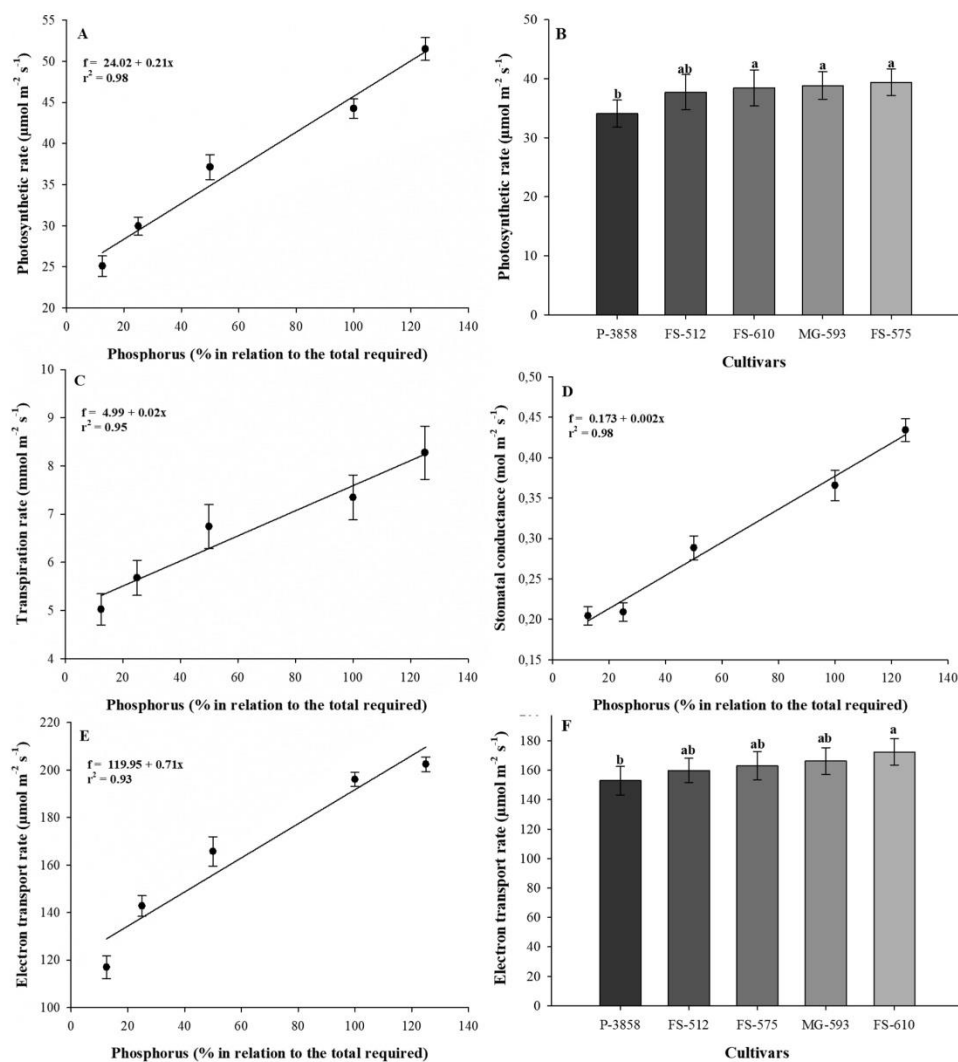 A
f = 24.02 + 0.21x
r² = 0.98
Photosynthetic rate (µmol m⁻² s⁻¹)
55
50
45
40
35
30
25
20
0 20 40 60 80 100 120 140
Phosphorus (% in relation to the total required)
B
Photosynthetic rate (µmol m⁻² s⁻¹)
50
40
30
20
10
0
b ab a a a
P-3858 FS-512 FS-610 MG-593 FS-575
Cultivars
C
f = 4.99 + 0.02x
r² = 0.95
Transpiration rate (mmol m⁻² s⁻¹)
10
9
8
7
6
5
4
0 20 40 60 80 100 120 140
Phosphorus (% in relation to the total required)
D
f = 0.173 + 0.002x
r² = 0.98
Stomatal conductance (mol m⁻² s⁻¹)
0,50
0,45
0,40
0,35
0,30
0,25
0,20
0,15
0 20 40 60 80 100 120 140
Phosphorus (% in relation to the total required)
E
f = 119.95 + 0.71x
r² = 0.93
Electron transport rate (µmol m⁻² s⁻¹)
220
200
180
160
140
120
100
0 20 40 60 80 100 120 140
Phosphorus (% in relation to the total required)
F
Electron transport rate (µmol m⁻² s⁻¹)
180
160
140
120
100
80
60
40
20
0
b ab ab ab a
P-3858 FS-512 FS-575 MG-593 FS-610
Cultivars